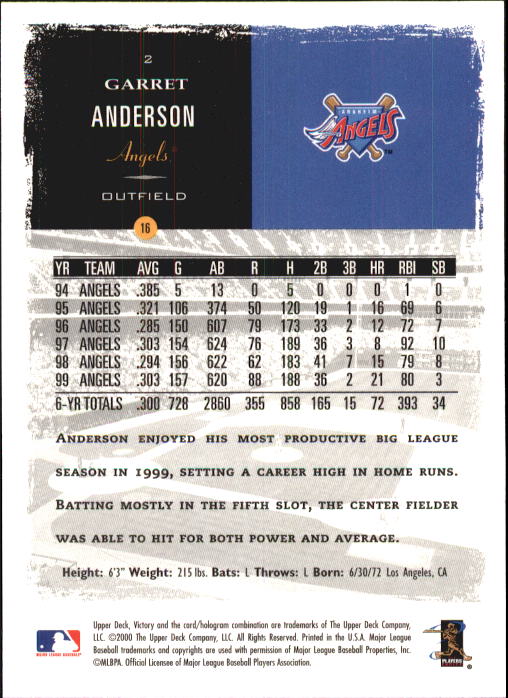 2
GARRET
ANDERSON
Angels
OUTFIELD
ANAHEIM
ANGELS
TM
16
YR TEAM AVG G AB R H 2B 3B HR RBI SB
94 ANGELS .385 5 13 0 5 0 0 0 1 0
95 ANGELS .321 106 374 50 120 19 1 16 69 6
96 ANGELS .285 150 607 79 173 33 2 12 72 7
97 ANGELS .303 154 624 76 189 36 3 8 92 10
98 ANGELS .294 156 622 62 183 41 7 15 79 8
99 ANGELS .303 157 620 88 188 36 2 21 80 3
6-YR TOTALS .300 728 2860 355 858 165 15 72 393 34
ANDERSON ENJOYED HIS MOST PRODUCTIVE BIG LEAGUE
SEASON IN 1999, SETTING A CAREER HIGH IN HOME RUNS.
BATTING MOSTLY IN THE FIFTH SLOT, THE CENTER FIELDER
WAS ABLE TO HIT FOR BOTH POWER AND AVERAGE.
Height: 6'3" Weight: 215 lbs. Bats: L Throws: L Born: 6/30/72 Los Angeles, CA
Upper Deck, Victory and the card/hologram combination are trademarks of The Upper Deck Company,
LLC. ©2000 The Upper Deck Company, LLC. All Rights Reserved. Printed in the U.S.A. Major League
Baseball trademarks and copyrights are used with permission of Major League Baseball Properties, Inc.
©MLBPA. Official Licensee of Major League Baseball Players Association.
MAJOR LEAGUE BASEBALL
PLAYERS